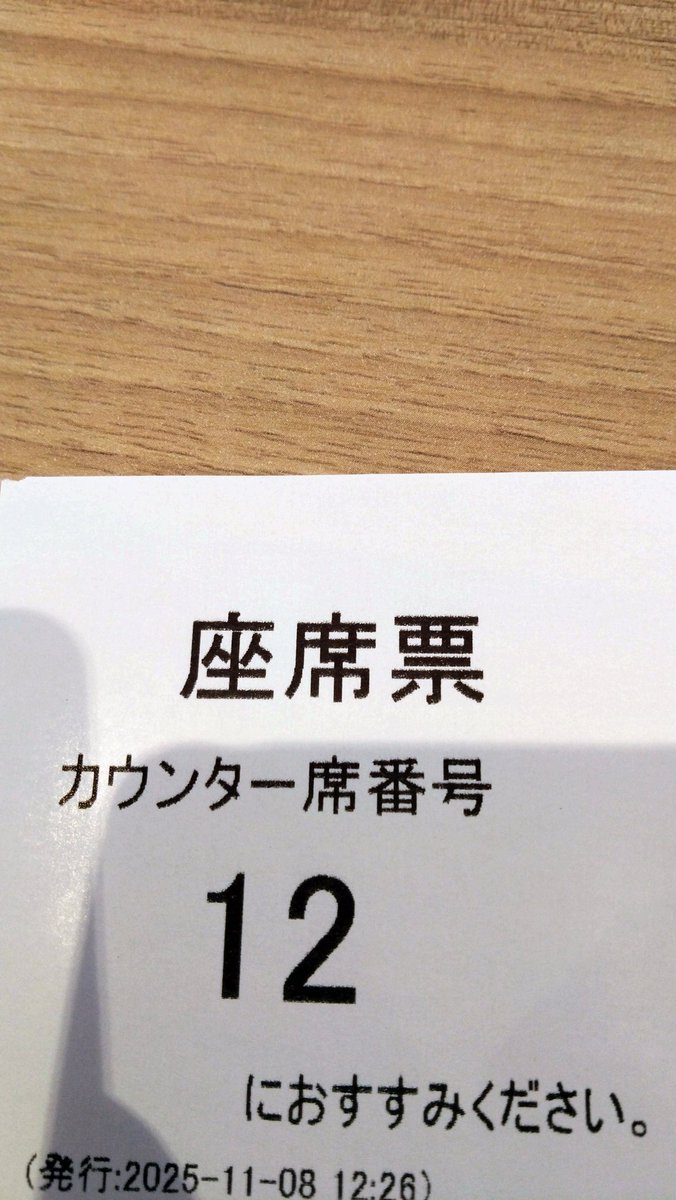 座席票
カウンター席番号
12
におすすみください。
(発行:2025-11-08 12:26)